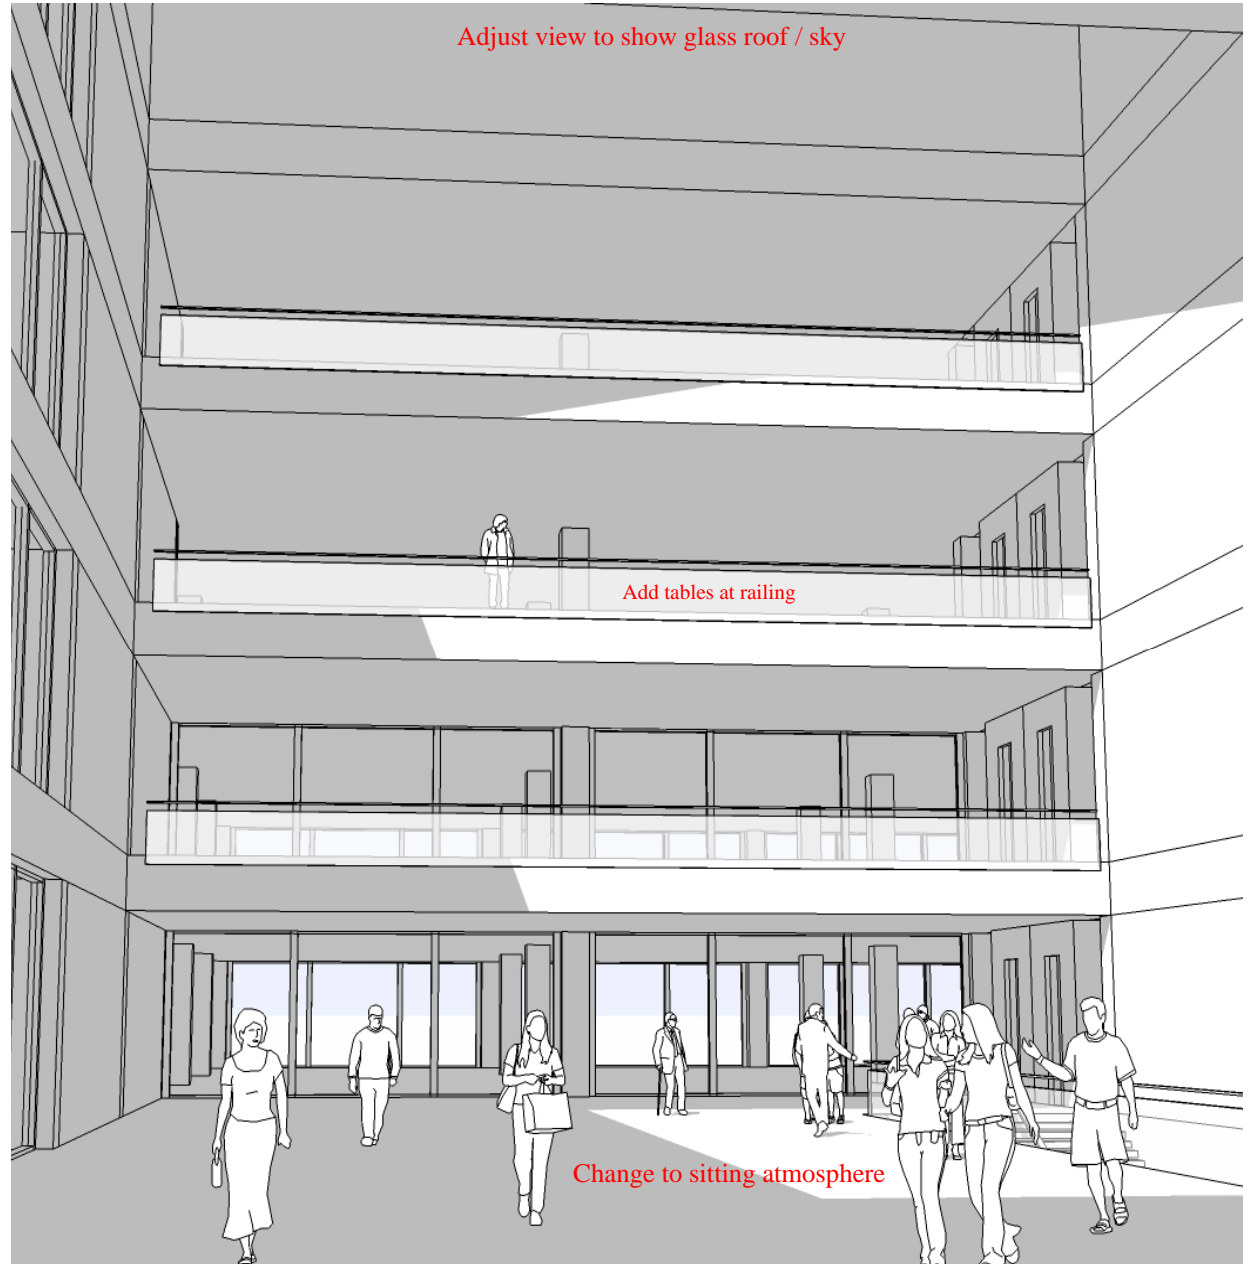 Adjust view to show glass roof / sky
Add tables at railing
Change to sitting atmosphere